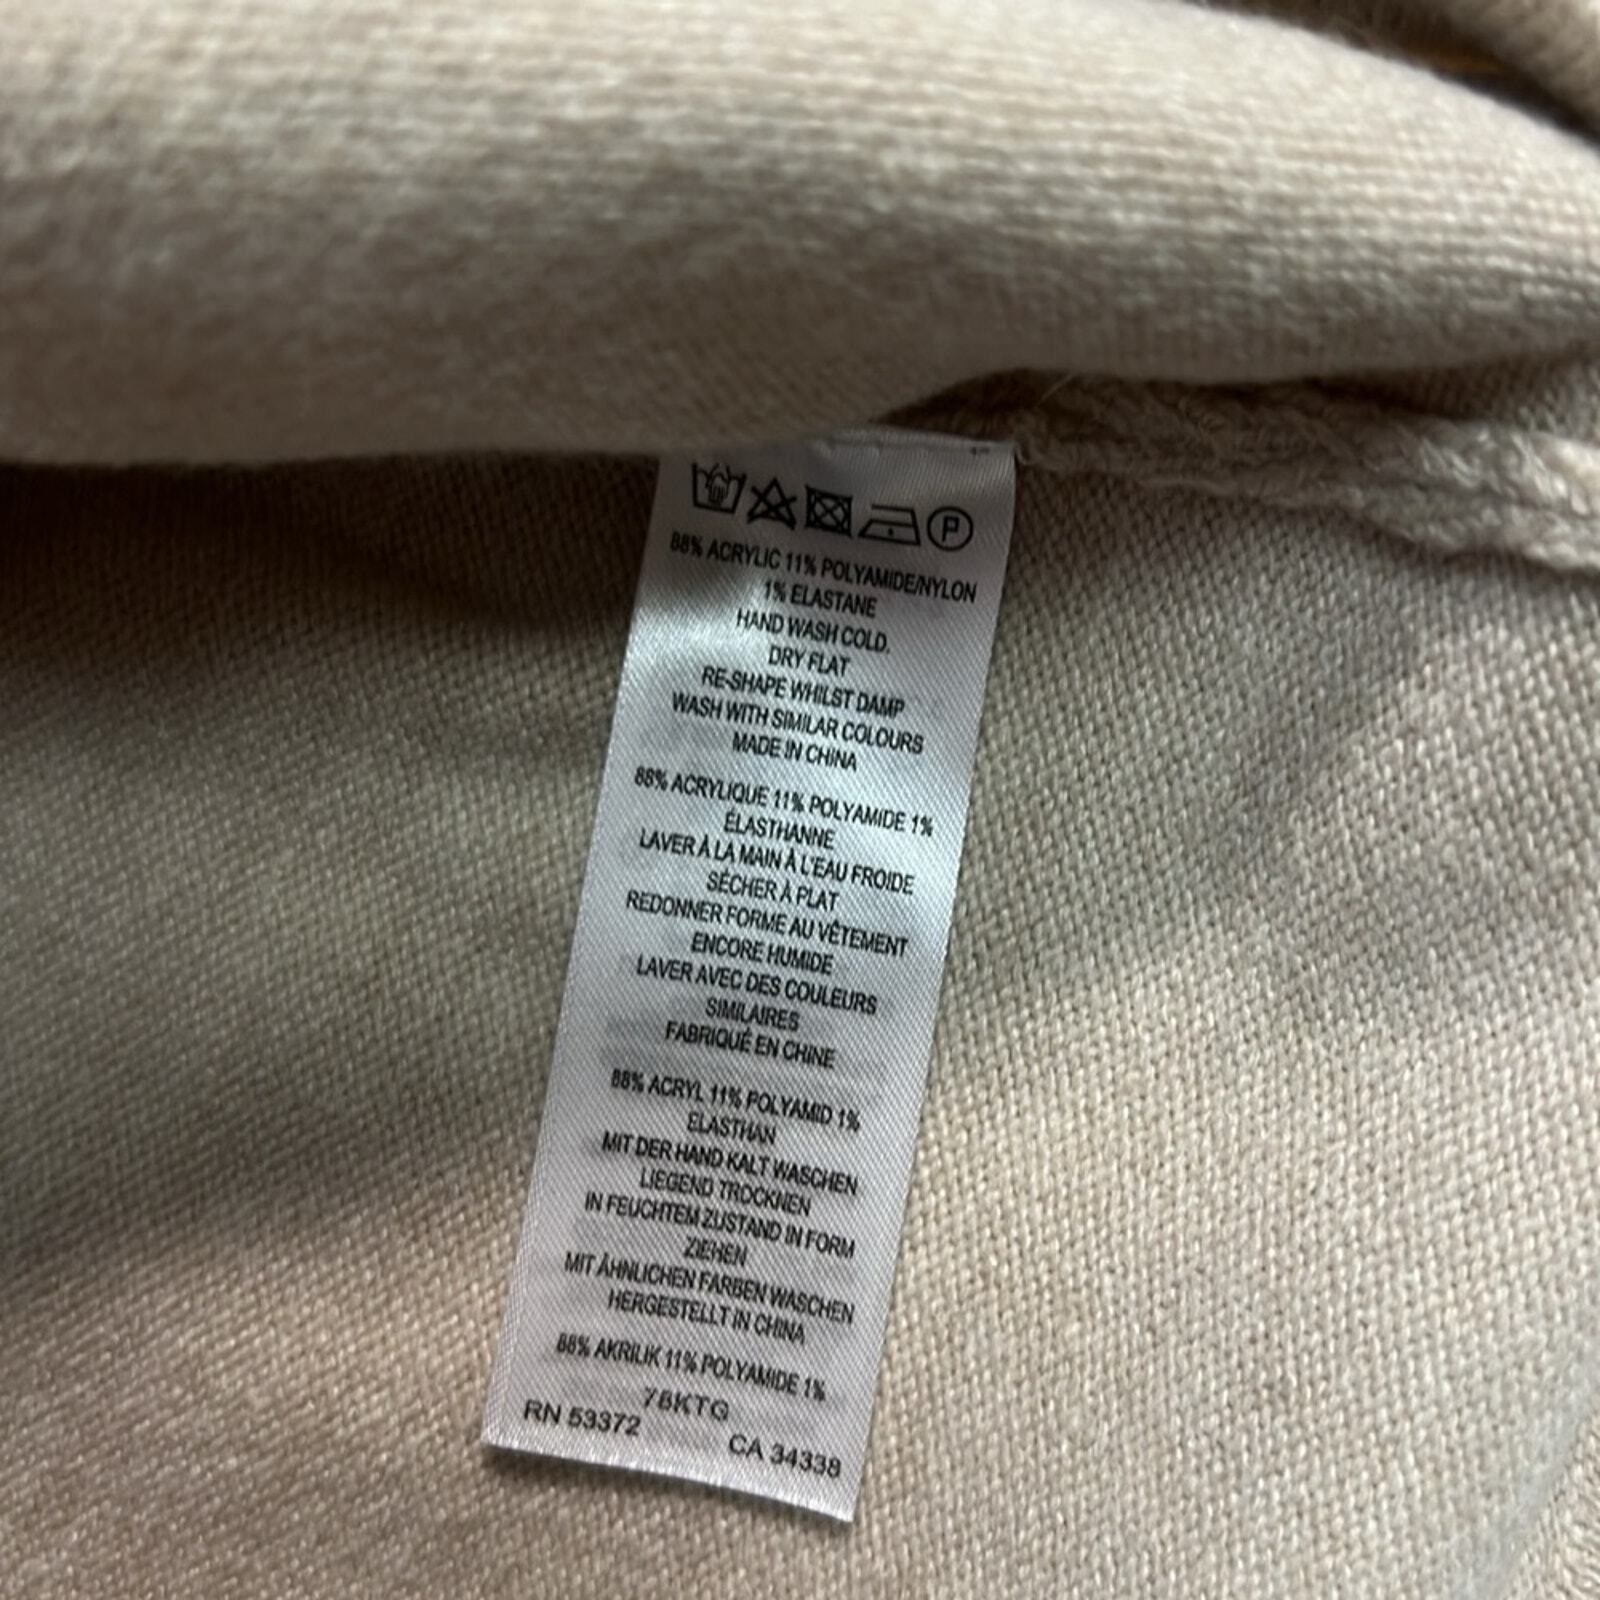 P
88% ACRYLIC 11% POLYAMIDE/NYLON
1% ELASTANE
HAND WASH COLD.
DRY FLAT
RE-SHAPE WHILST DAMP
WASH WITH SIMILAR COLOURS
MADE IN CHINA
88% ACRYLIQUE 11% POLYAMIDE 1%
ÉLASTHANNE
LAVER À LA MAIN À L'EAU FROIDE
SÉCHER À PLAT
REDONNER FORME AU VÊTEMENT
ENCORE HUMIDE
LAVER AVEC DES COULEURS
SIMILAIRES
FABRIQUÉ EN CHINE
88% ACRYL 11% POLYAMID 1%
ELASTHAN
MIT DER HAND KALT WASCHEN
LIEGEND TROCKNEN
IN FEUCHTEM ZUSTAND IN FORM
ZIEHEN
MIT ÄHNLICHEN FARBEN WASCHEN
HERGESTELLT IN CHINA
88% AKRILIK 11% POLYAMIDE 1%
78KTG
RN 53372 CA 34338